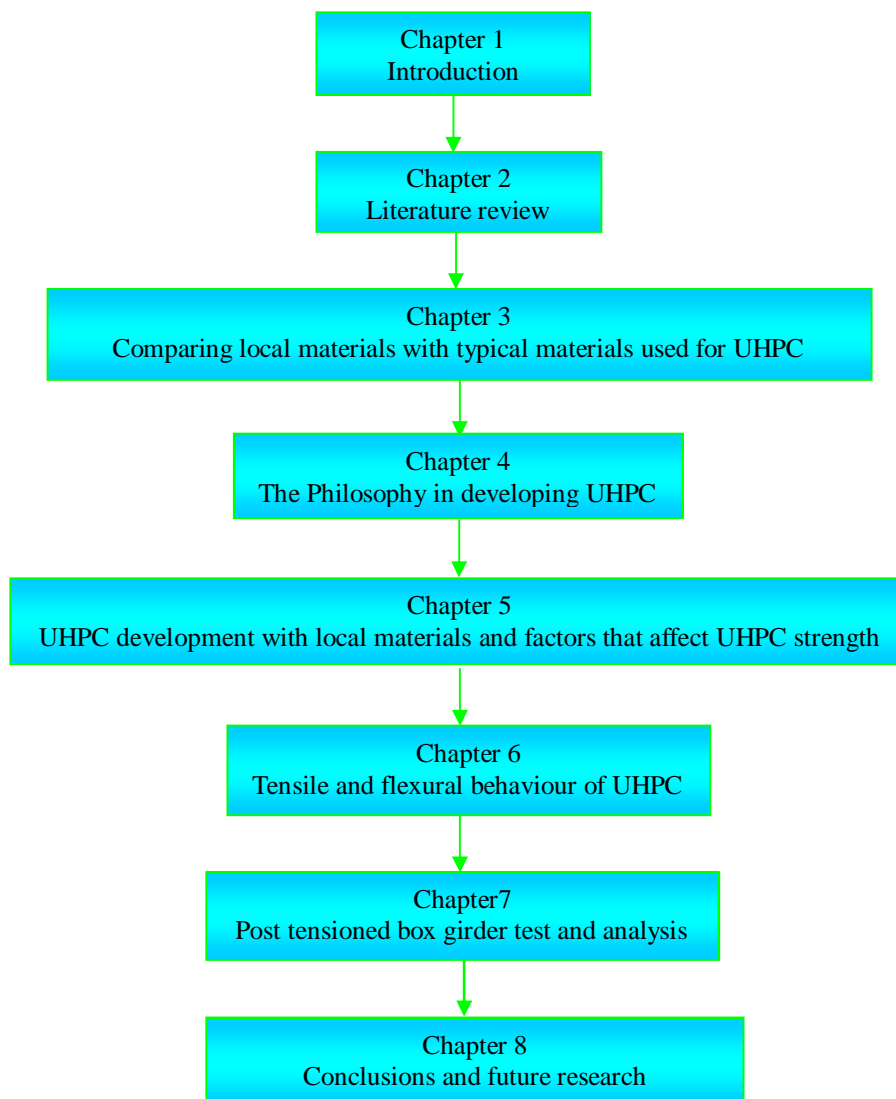 Chapter 1
Introduction
Chapter 2
Literature review
Chapter 3
Comparing local materials with typical materials used for UHPC
Chapter 4
The Philosophy in developing UHPC
Chapter 5
UHPC development with local materials and factors that affect UHPC strength
Chapter 6
Tensile and flexural behaviour of UHPC
Chapter7
Post tensioned box girder test and analysis
Chapter 8
Conclusions and future research